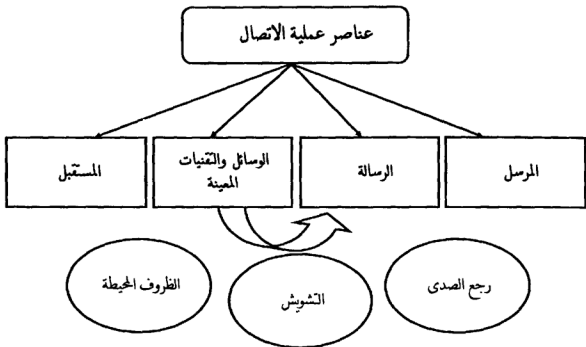 عناصر عملية الاتصال
المرسل
الرسالة
الوسائل والتقنيات
المعينة
المستقبل
رجع الصدى
التشويش
الظروف المحيطة